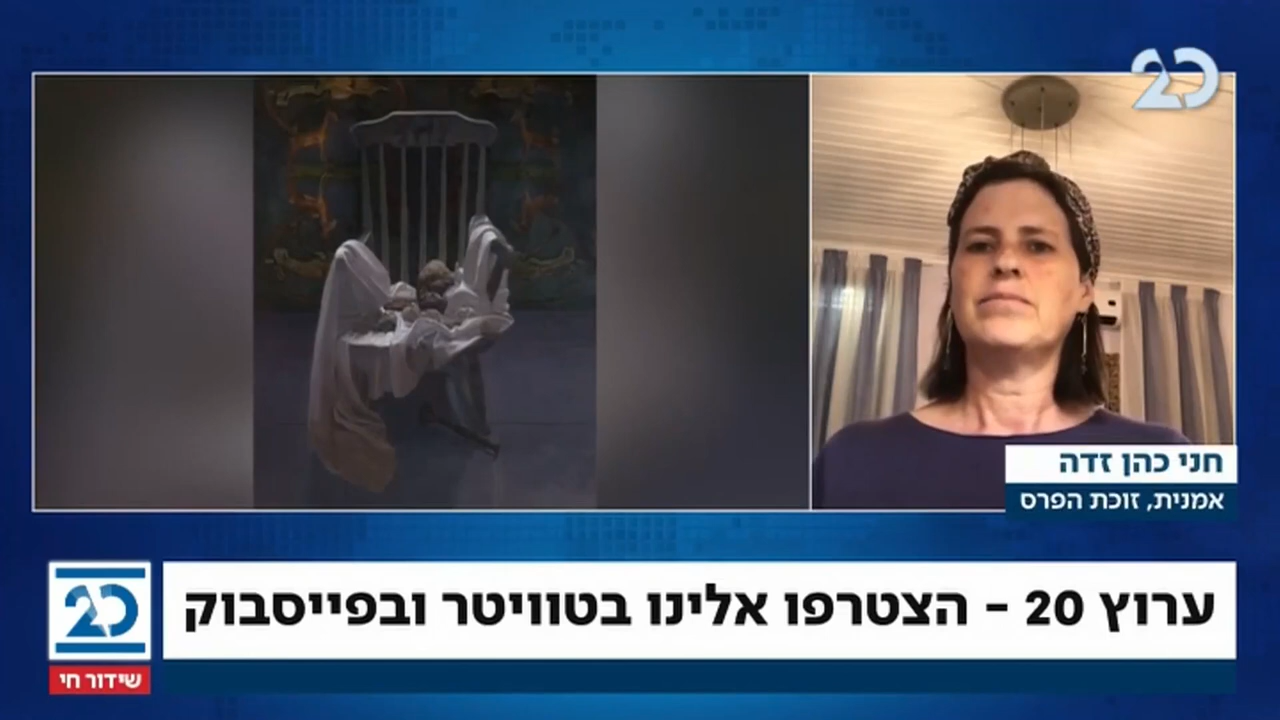 20
חני כהן זדה
אמנית, זוכת הפרס
ערוץ 20 - הצטרפו אלינו בטוויטר ובפייסבוק
20
שידור חי